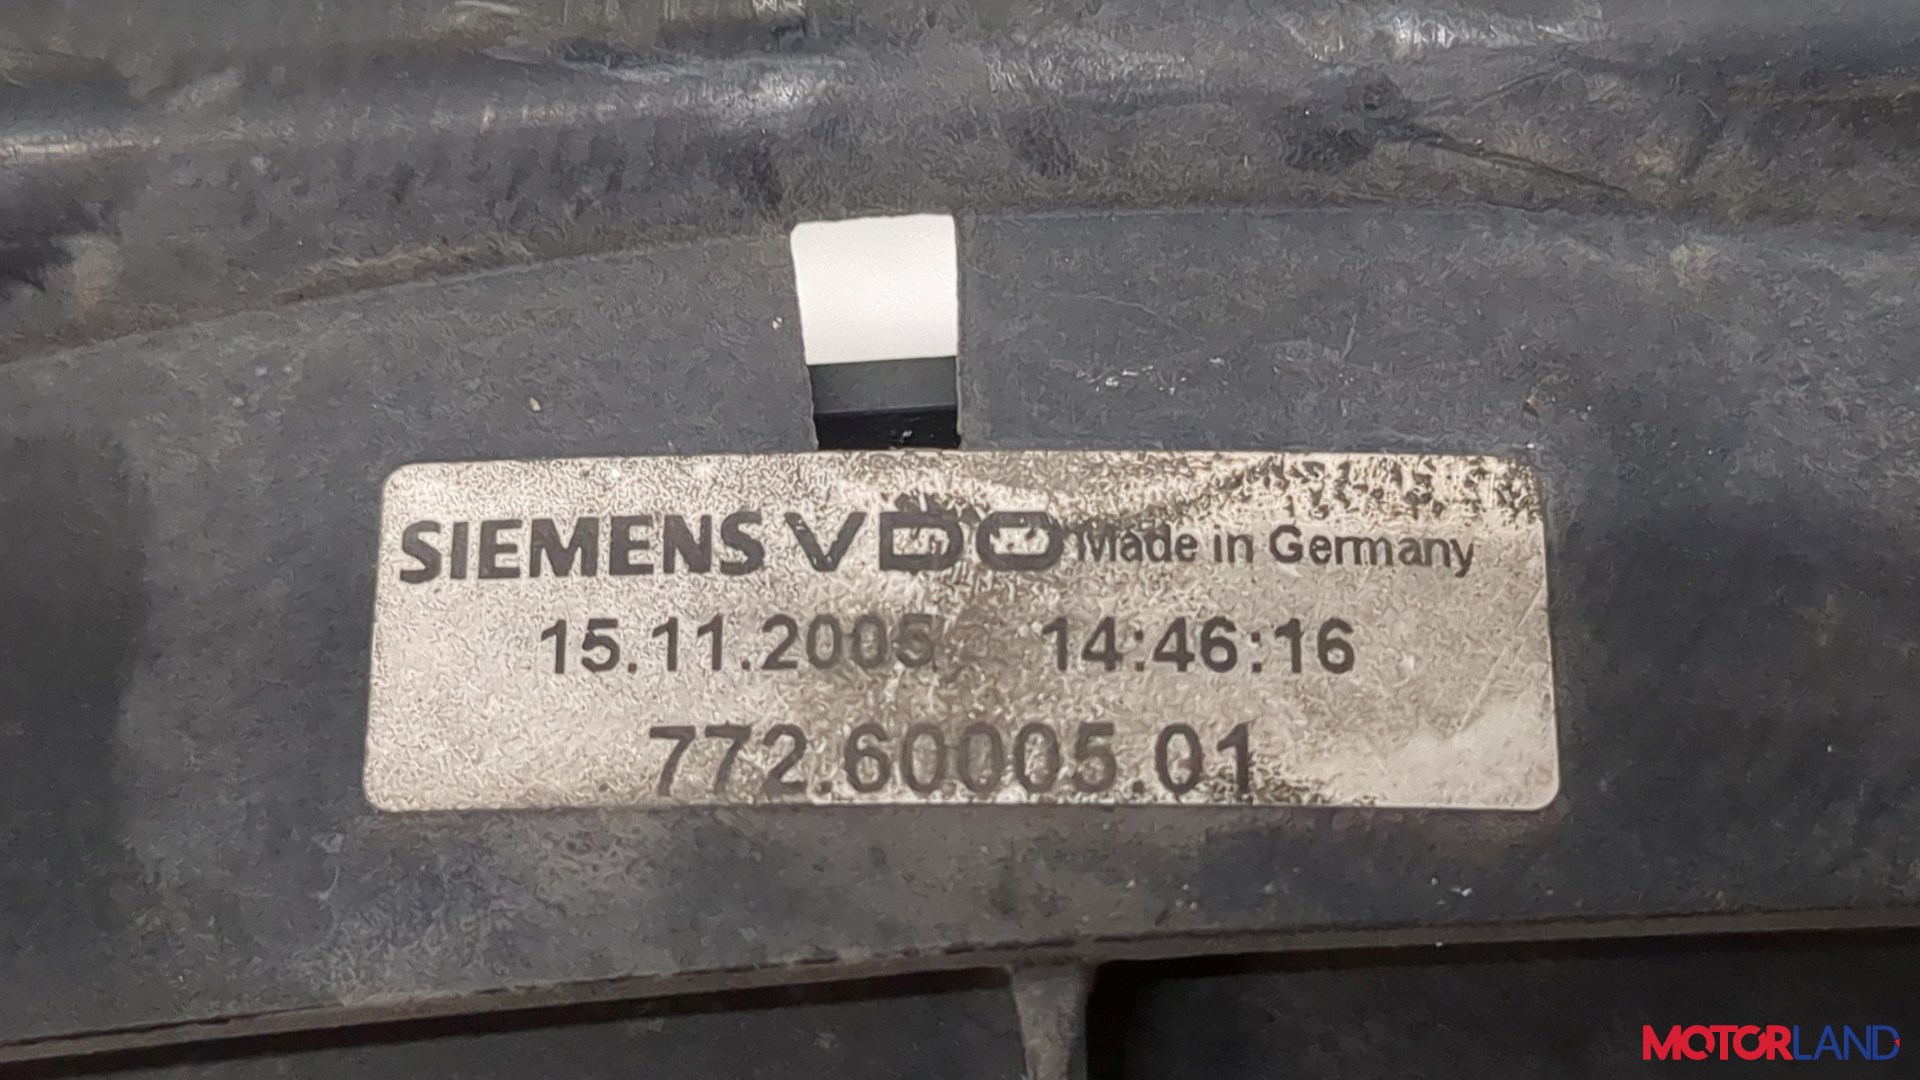 SIEMENS VDO Made in Germany
15.11.2005 14:46:16
772.60005.01
MOTORLAND